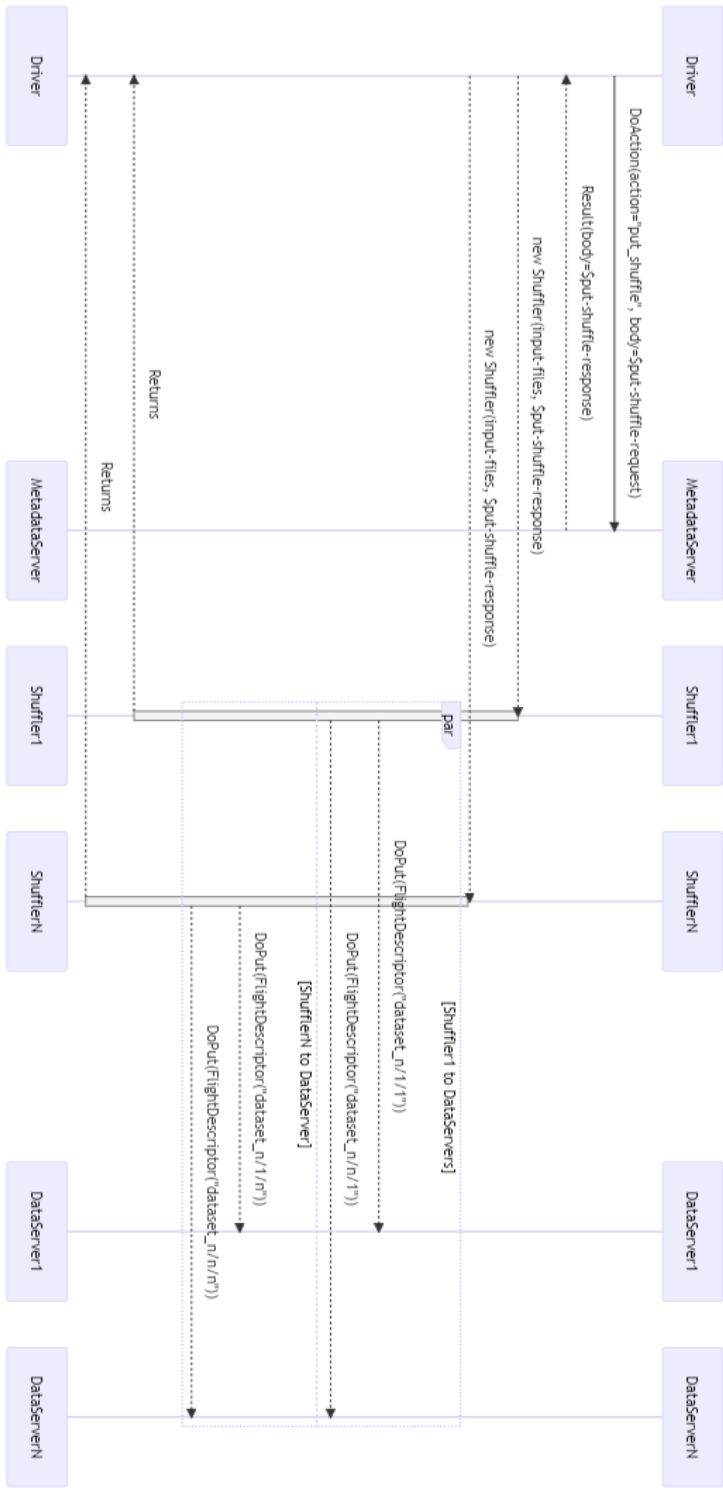 Driver
MetadataServer
Shuffler1
ShufflerN
DataServer1
DataServerN
DoAction(action="put_shuffle", body=$put-shuffle-request)
Result(body=$put-shuffle-response)
new Shuffler(input-files, $put-shuffle-response)
new Shuffler(input-files, $put-shuffle-response)
par
[Shuffler1 to DataServers]
DoPut(FlightDescriptor("dataset_n/1/1"))
DoPut(FlightDescriptor("dataset_n/n/1"))
[ShufflerN to DataServer]
DoPut(FlightDescriptor("dataset_n/1/n"))
DoPut(FlightDescriptor("dataset_n/n/n"))
Returns
Returns
Driver
MetadataServer
Shuffler1
ShufflerN
DataServer1
DataServerN